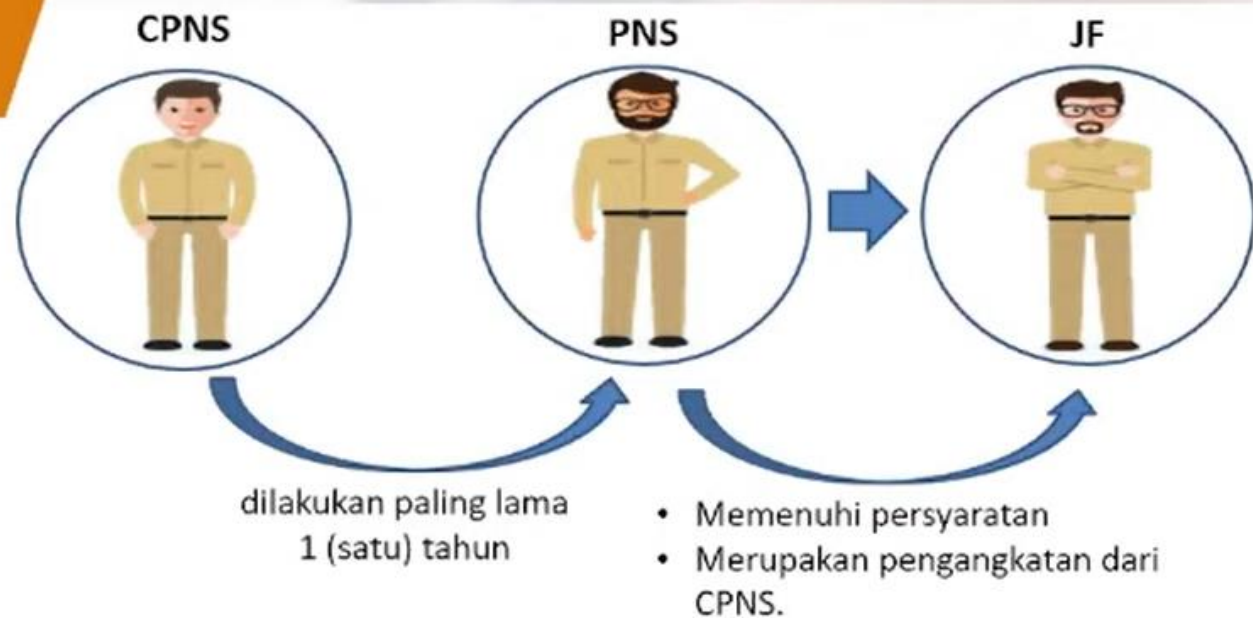 CPNS
PNS
JF
dilakukan paling lama
1 (satu) tahun
• Memenuhi persyaratan
• Merupakan pengangkatan dari
CPNS.